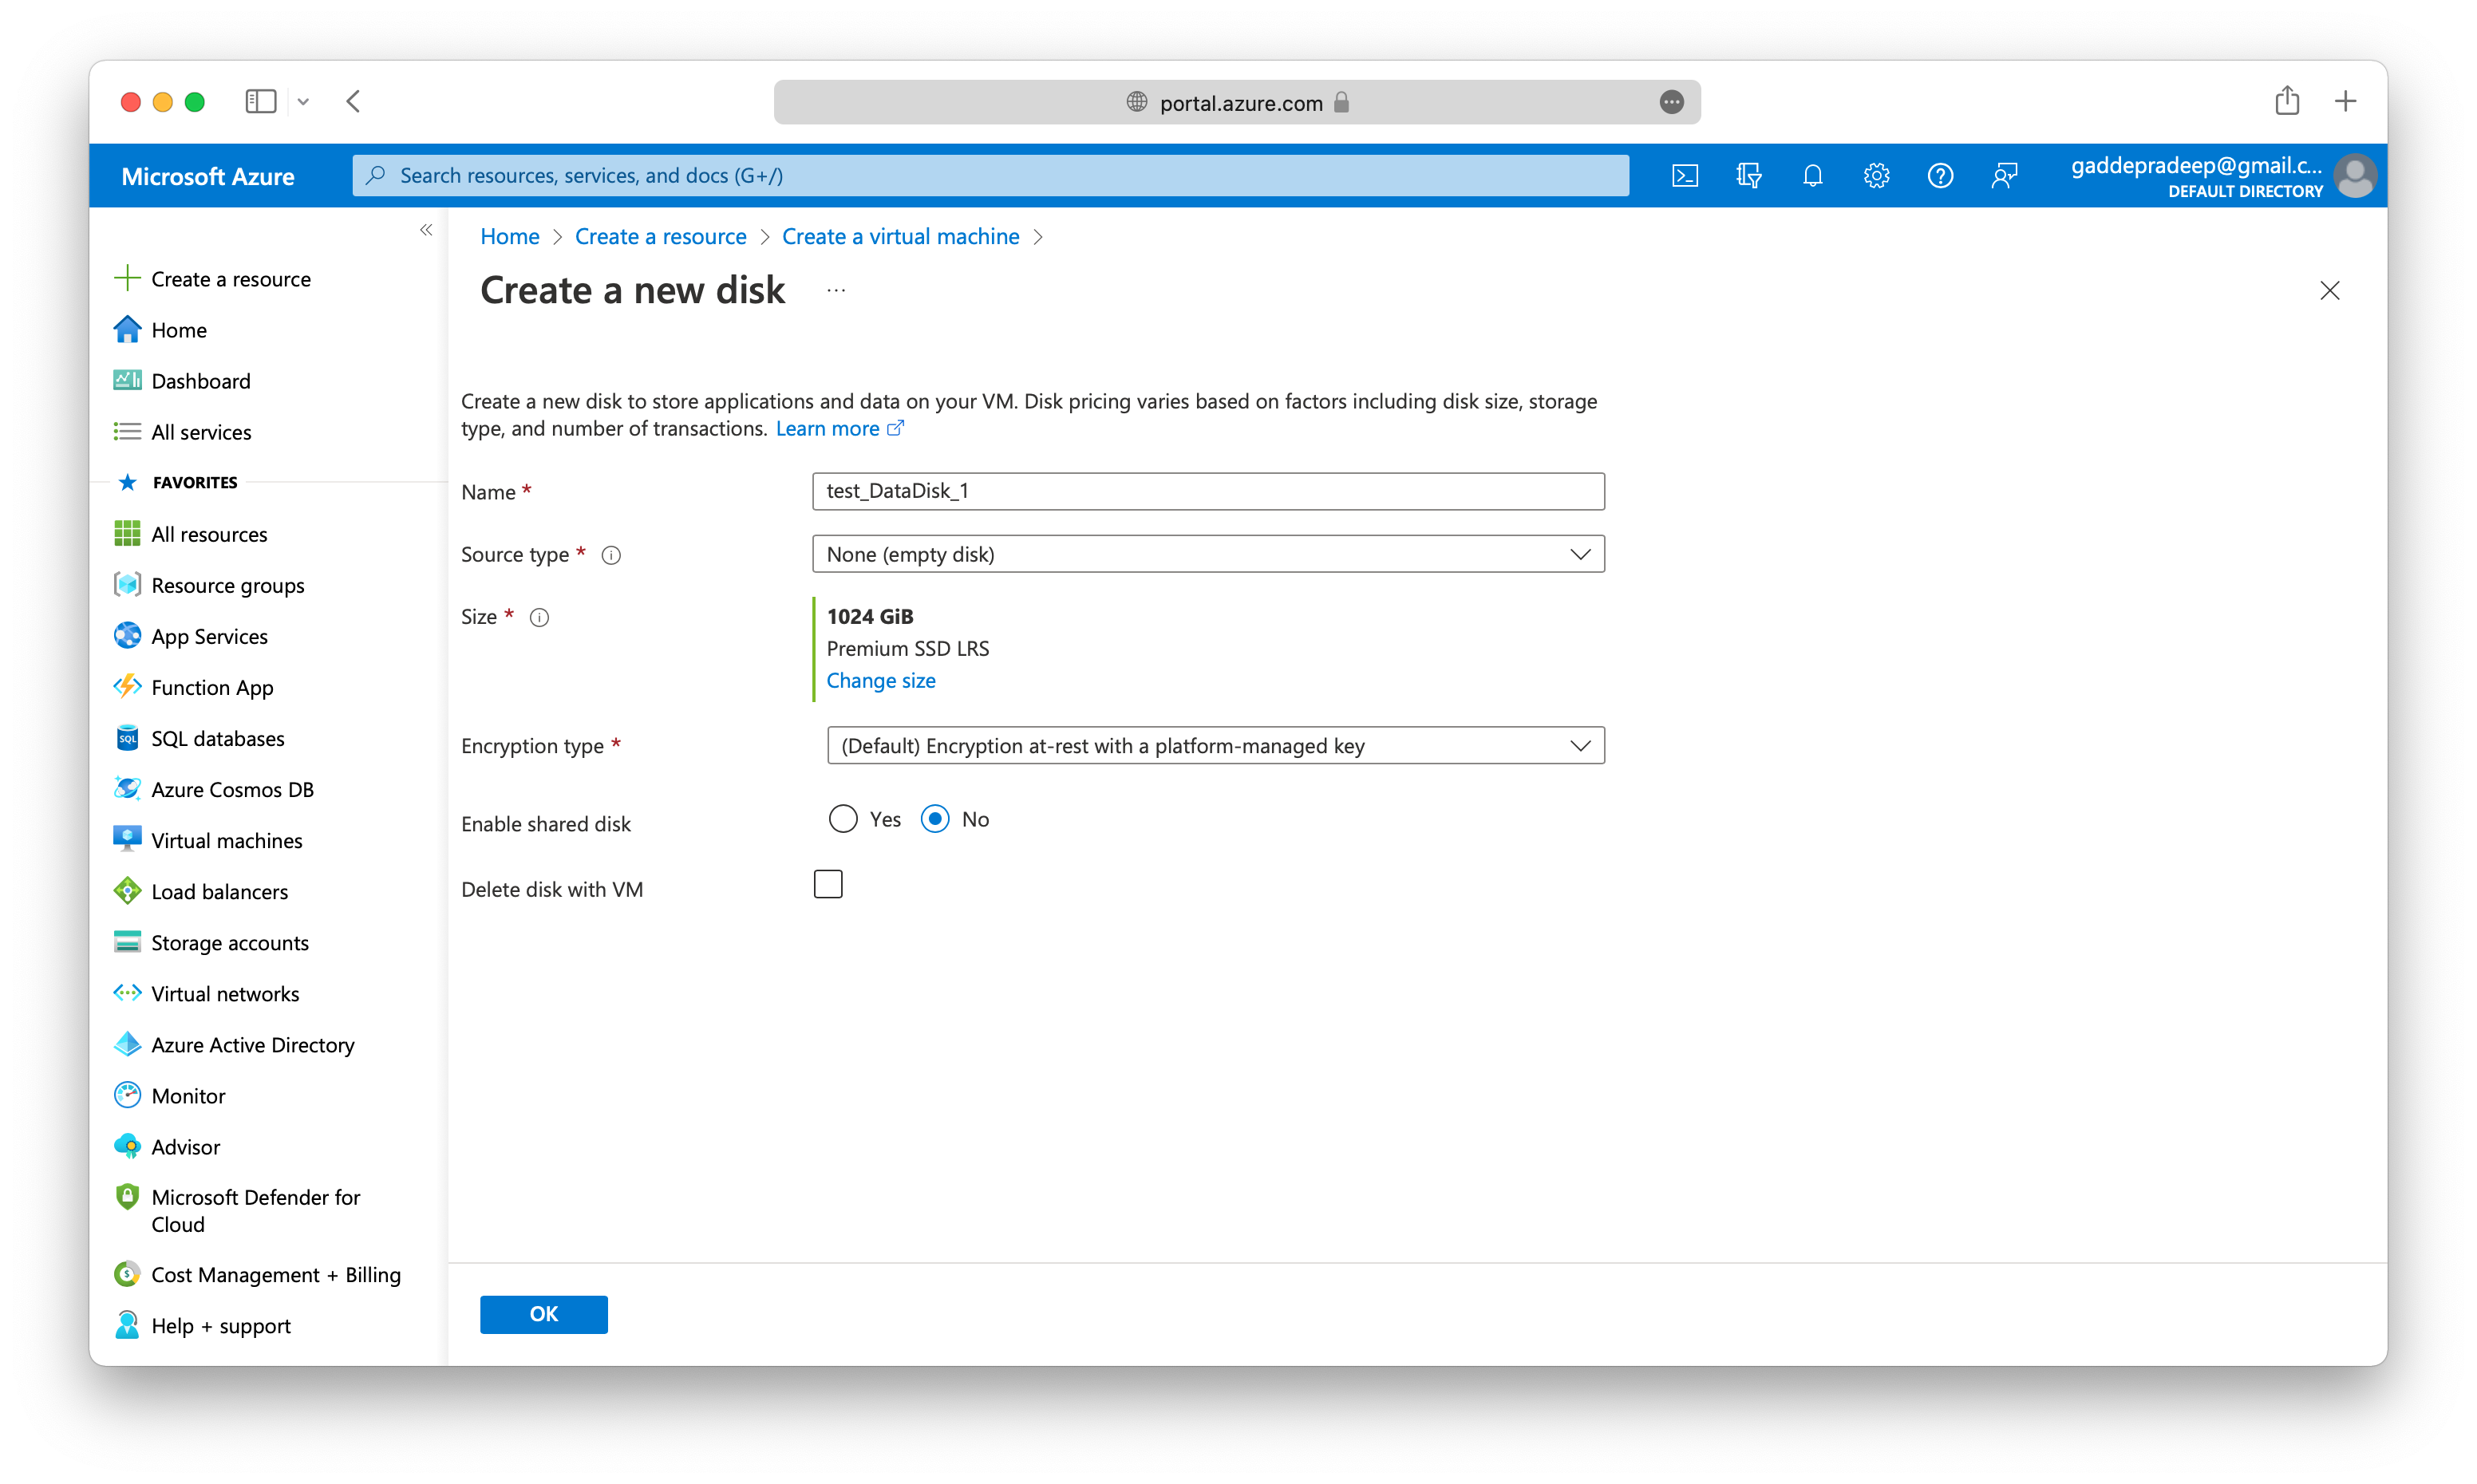 portal.azure.com
Microsoft Azure
Search resources, services, and docs (G+/)
gaddepradeep@gmail.c...
DEFAULT DIRECTORY
Create a resource
Home
Dashboard
All services
FAVORITES
All resources
Resource groups
App Services
Function App
SQL databases
Azure Cosmos DB
Virtual machines
Load balancers
Storage accounts
Virtual networks
Azure Active Directory
Monitor
Advisor
Microsoft Defender for
Cloud
Cost Management + Billing
Help + support
Home > Create a resource > Create a virtual machine >
Create a new disk ...
Create a new disk to store applications and data on your VM. Disk pricing varies based on factors including disk size, storage
type, and number of transactions. Learn more
Name * test_DataDisk_1
Source type * None (empty disk)
Size * 1024 GiB
Premium SSD LRS
Change size
Encryption type * (Default) Encryption at-rest with a platform-managed key
Enable shared disk Yes No
Delete disk with VM
OK